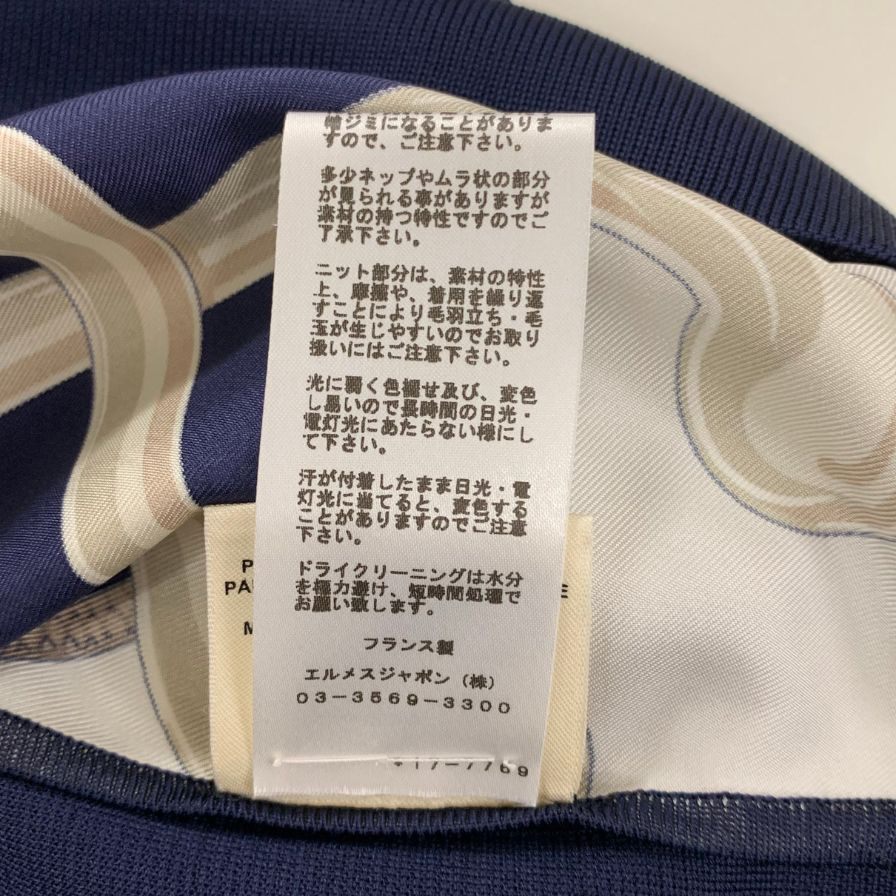 ジミになることがありま
すので、ご注意下さい。
多少ネップやムラ状の部分
が見られる事がありますが
素材の持つ特性ですのでご
了承下さい。
ニット部分は、素材の特性
上、摩擦や、着用を繰り返
すことにより毛羽立ち・毛
玉が生じやすいのでお取り
扱いにはご注意下さい。
光に弱く色褪せ及び、変色
し易いので長時間の日光・
電灯光にあたらない様にし
て下さい。
汗が付着したまま日光・電
灯光に当てると、変色する
ことがありますのでご注意
下さい。
ドライクリーニングは水分
を極力避け、短時間処理で
お願い致します。
フランス製
エルメスジャポン（株）
03-3569-3300
*17-7769